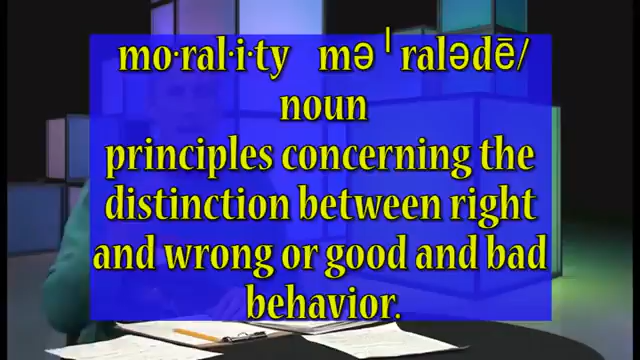 mo·ral·i·ty məˈralədē/
noun
principles concerning the
distinction between right
and wrong or good and bad
behavior.